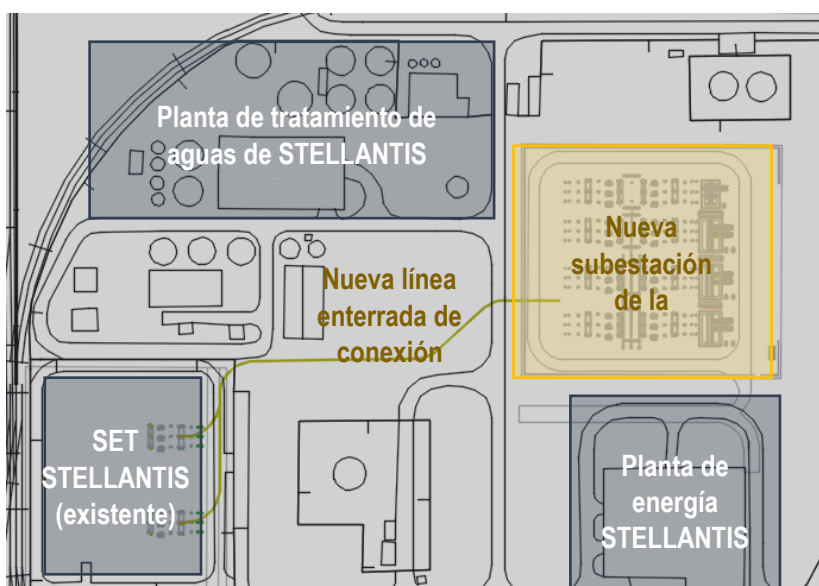 Planta de tratamiento de
aguas de STELLANTIS
Nueva
subestación
de la
Nueva línea
enterrada de
conexión
SET
STELLANTIS
(existente)
Planta de
energía
STELLANTIS